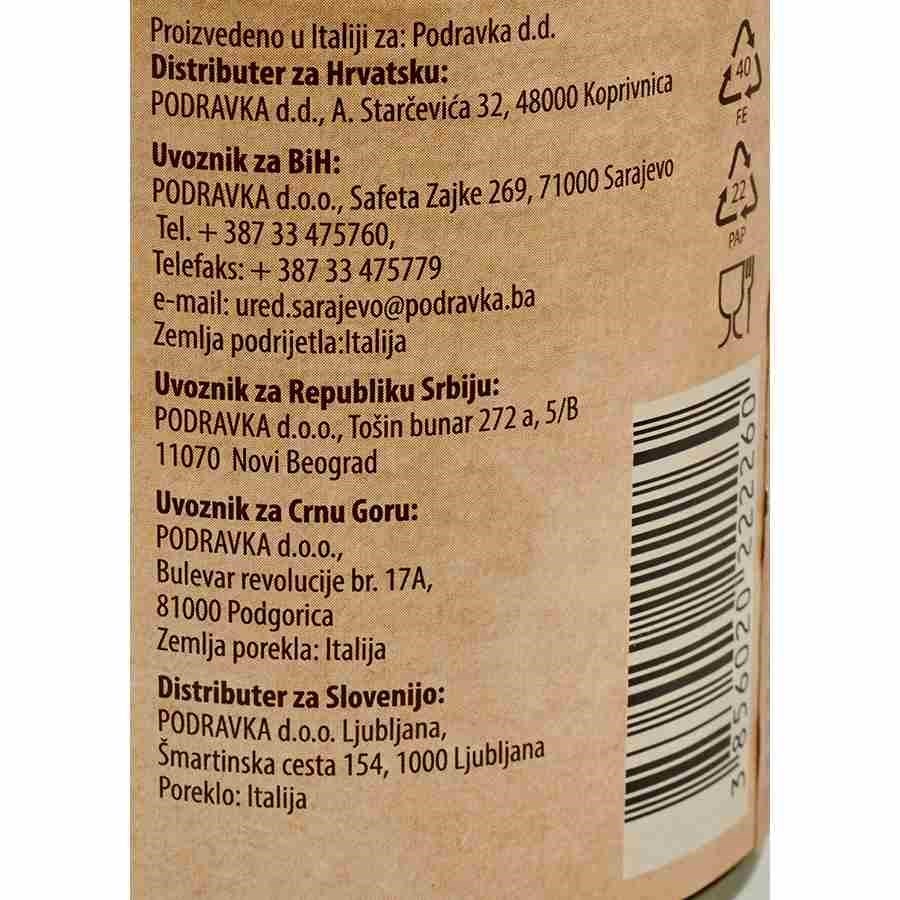 Proizvedeno u Italiji za: Podravka d.d.
Distributer za Hrvatsku:
PODRAVKA d.d., A. Starčevića 32, 48000 Koprivnica
Uvoznik za BiH:
PODRAVKA d.o.o., Safeta Zajke 269, 71000 Sarajevo
Tel. + 387 33 475760,
Telefaks: + 387 33 475779
e-mail: ured.sarajevo@podravka.ba
Zemlja podrijetla:Italija
Uvoznik za Republiku Srbiju:
PODRAVKA d.o.o., Tošin bunar 272 a, 5/B
11070 Novi Beograd
Uvoznik za Crnu Goru:
PODRAVKA d.o.o.,
Bulevar revolucije br. 17A,
81000 Podgorica
Zemlja porekla: Italija
Distributer za Slovenijo:
PODRAVKA d.o.o. Ljubljana,
Šmartinska cesta 154, 1000 Ljubljana
Poreklo: Italija
40
FE
22
PAP
3 856020 222260